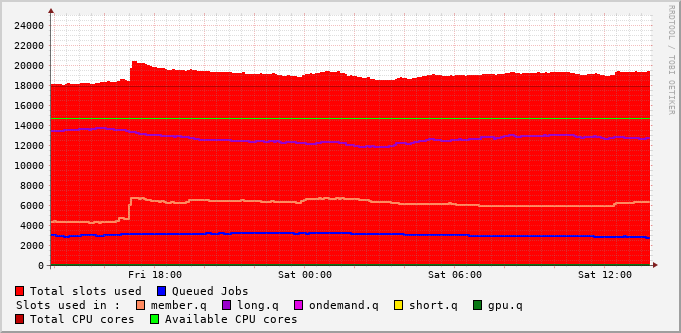 24000
22000
20000
18000
16000
14000
12000
10000
8000
6000
4000
2000
0
Fri 18:00 Sat 00:00 Sat 06:00 Sat 12:00
RRDTOOL / TOBI OETIKER
Total slots used Queued Jobs
Slots used in : member.q long.q ondemand.q short.q gpu.q
Total CPU cores Available CPU cores